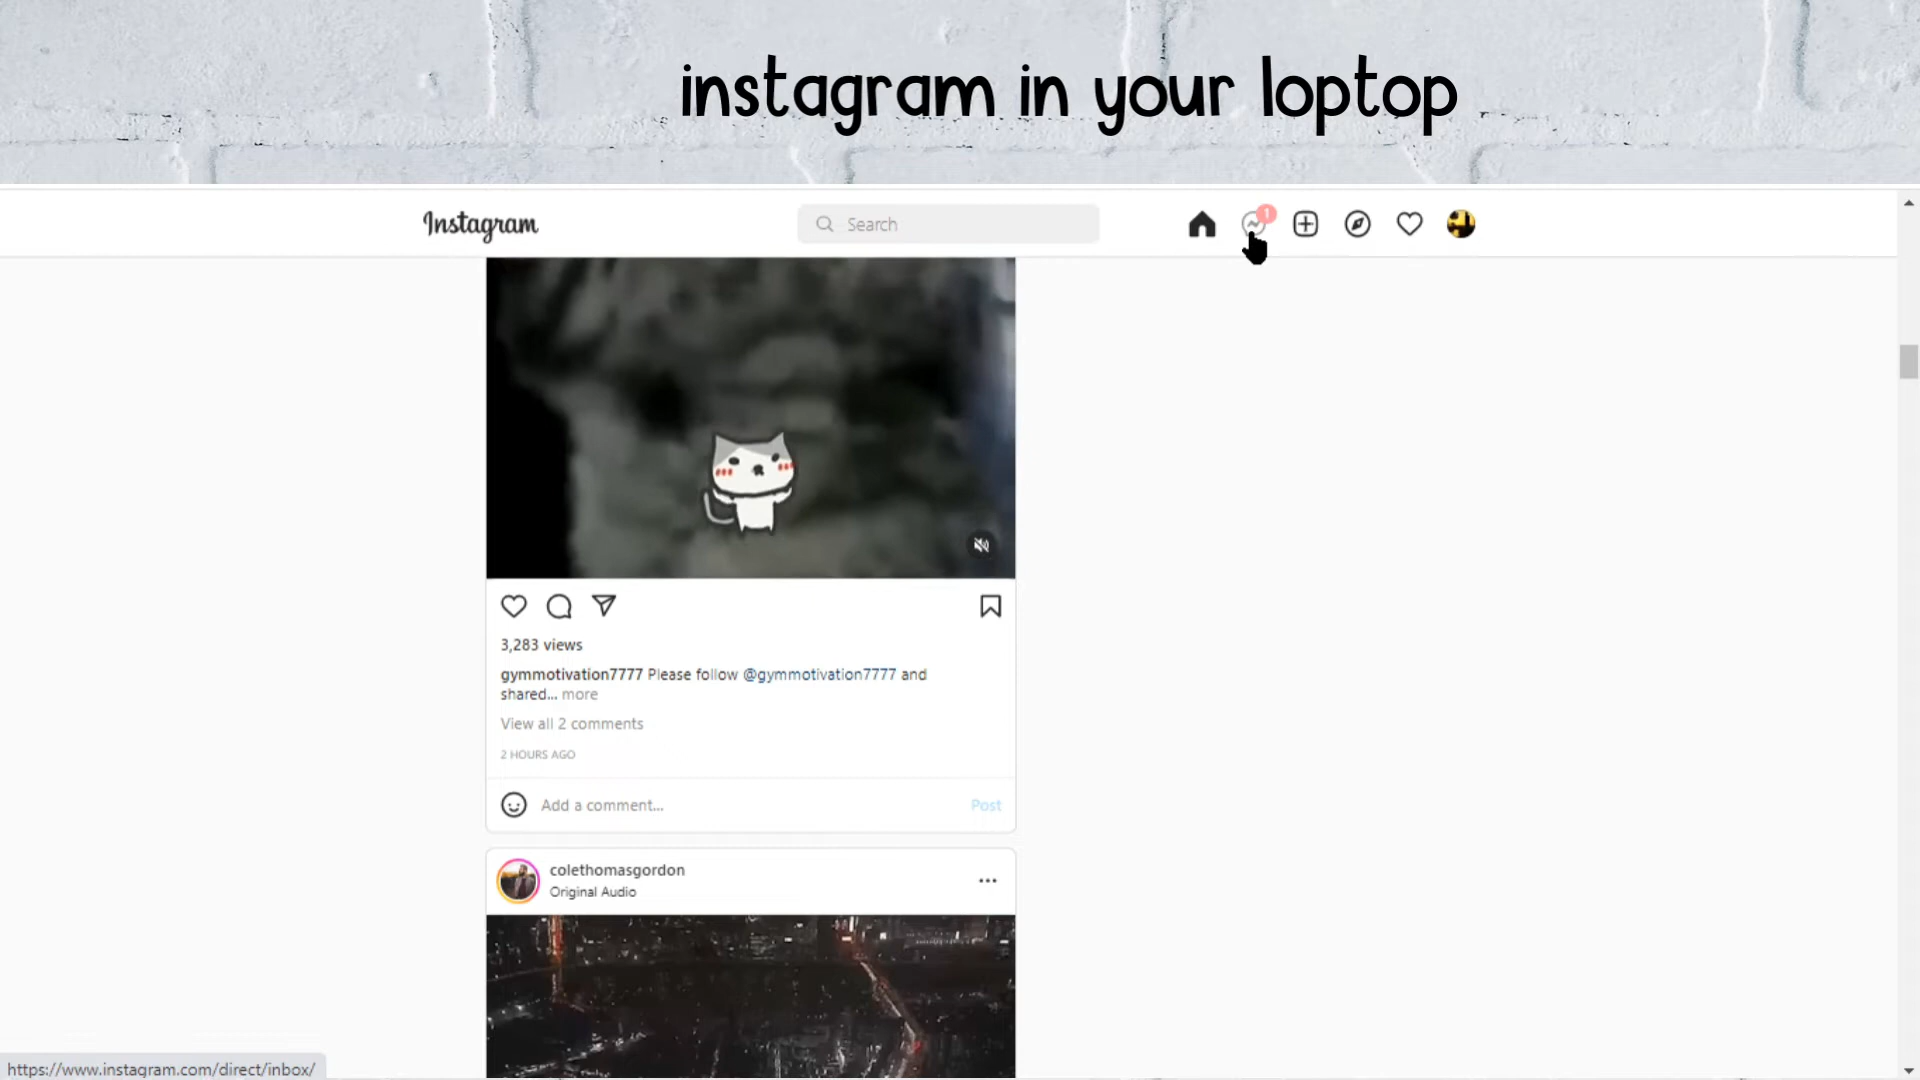 instagram in your loptop
Instagram
Search
1
3,283 views
gymmotivation7777 Please follow @gymmotivation7777 and
shared... more
View all 2 comments
2 HOURS AGO
Add a comment...
Post
colethomasgordon
Original Audio
https://www.instagram.com/direct/inbox/